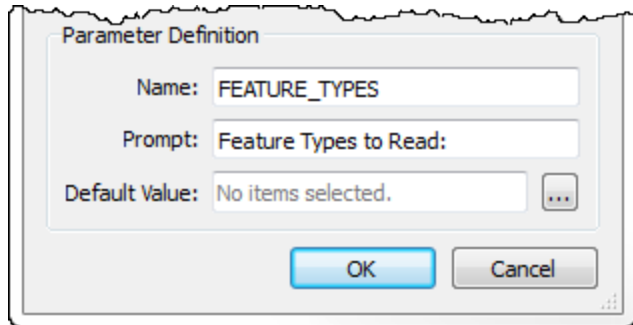 Parameter Definition
Name: FEATURE_TYPES
Prompt: Feature Types to Read:
Default Value: No items selected. ...
OK Cancel